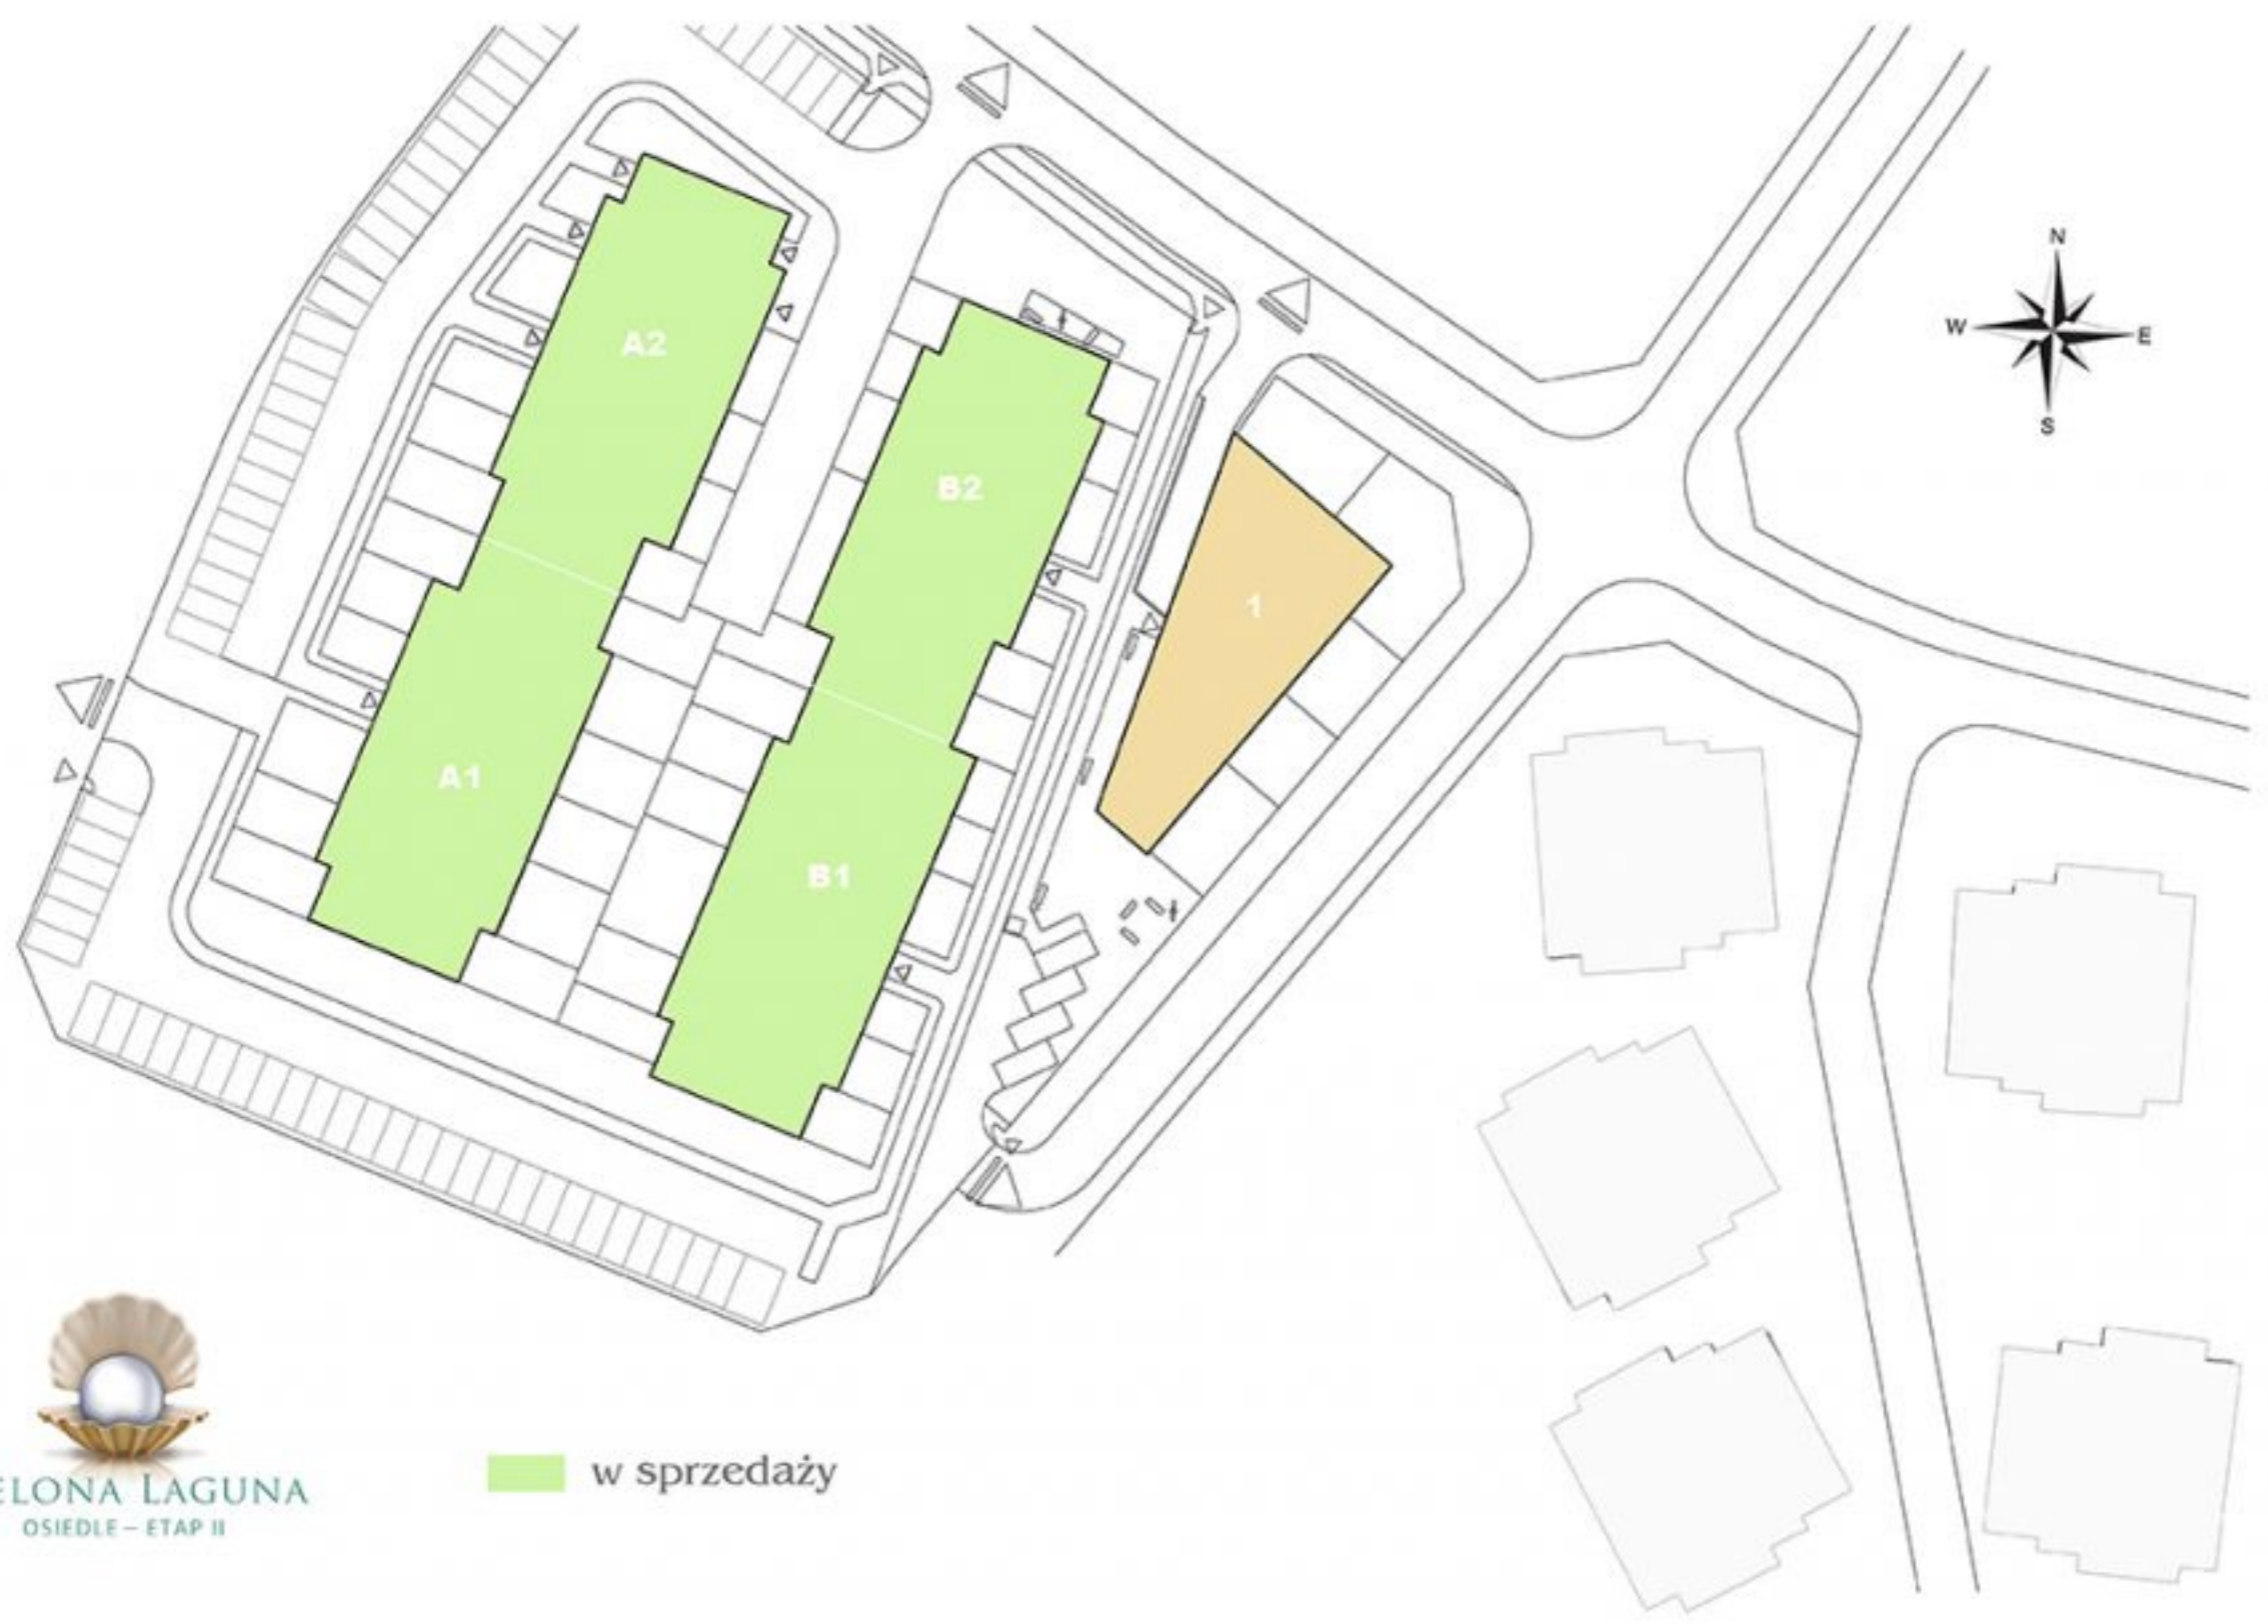 N
W
E
S
A2
B2
1
A1
B1
w sprzedaży
ELONA LAGUNA
OSIEDLE – ETAP II